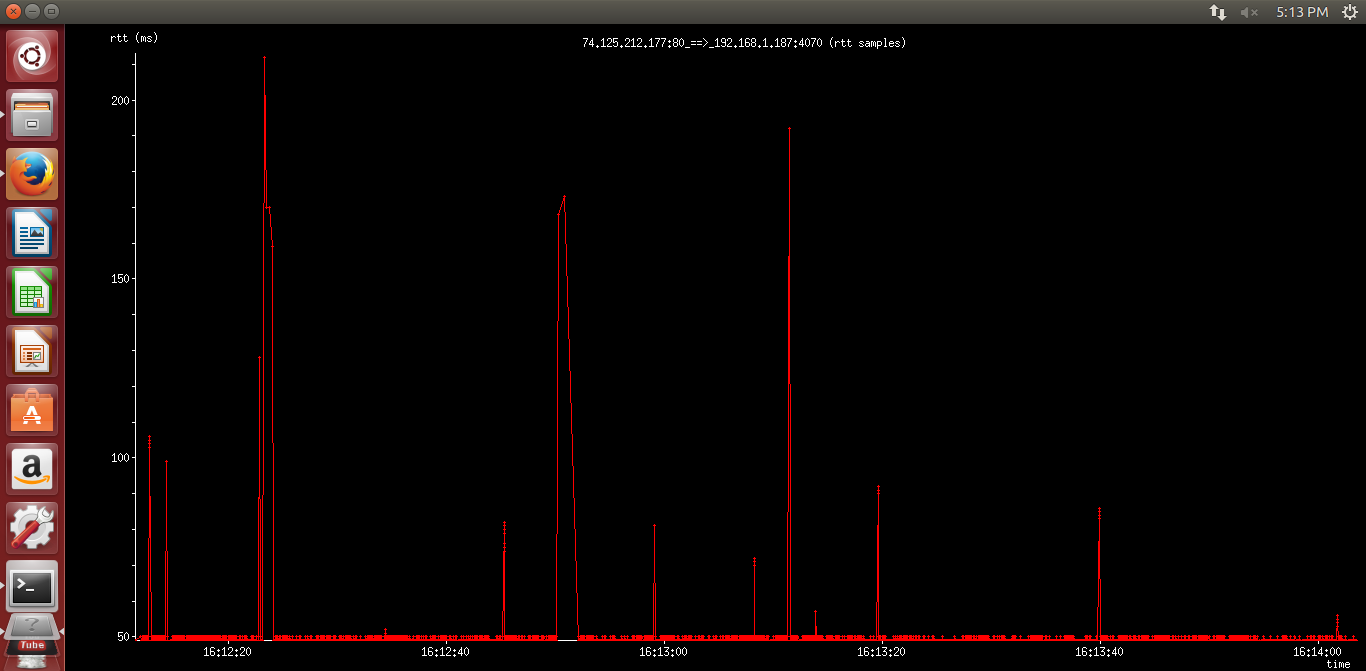 5:13 PM
rtt (ms)
74.125.212.177:80_==>_192.168.1.187:4070 (rtt samples)
200
150
100
50
16:12:20 16:12:40 16:13:00 16:13:20 16:13:40 16:14:00
time
A
a
>_
?
Tube